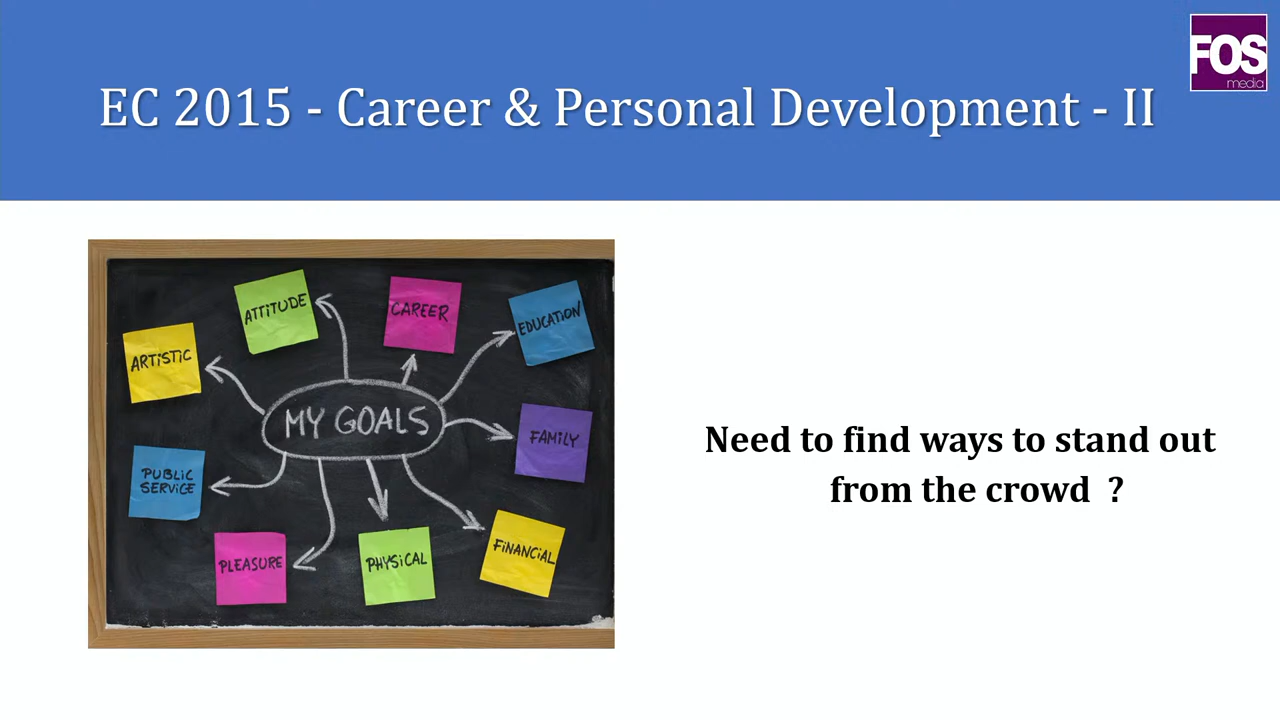 FOS
media
EC 2015 - Career & Personal Development - II
ATTITUDE
CAREER
EDUCATION
ARTISTIC
MY GOALS
FAMILY
PUBLIC
SERVICE
PLEASURE
PHYSICAL
FINANCIAL
Need to find ways to stand out
from the crowd ?